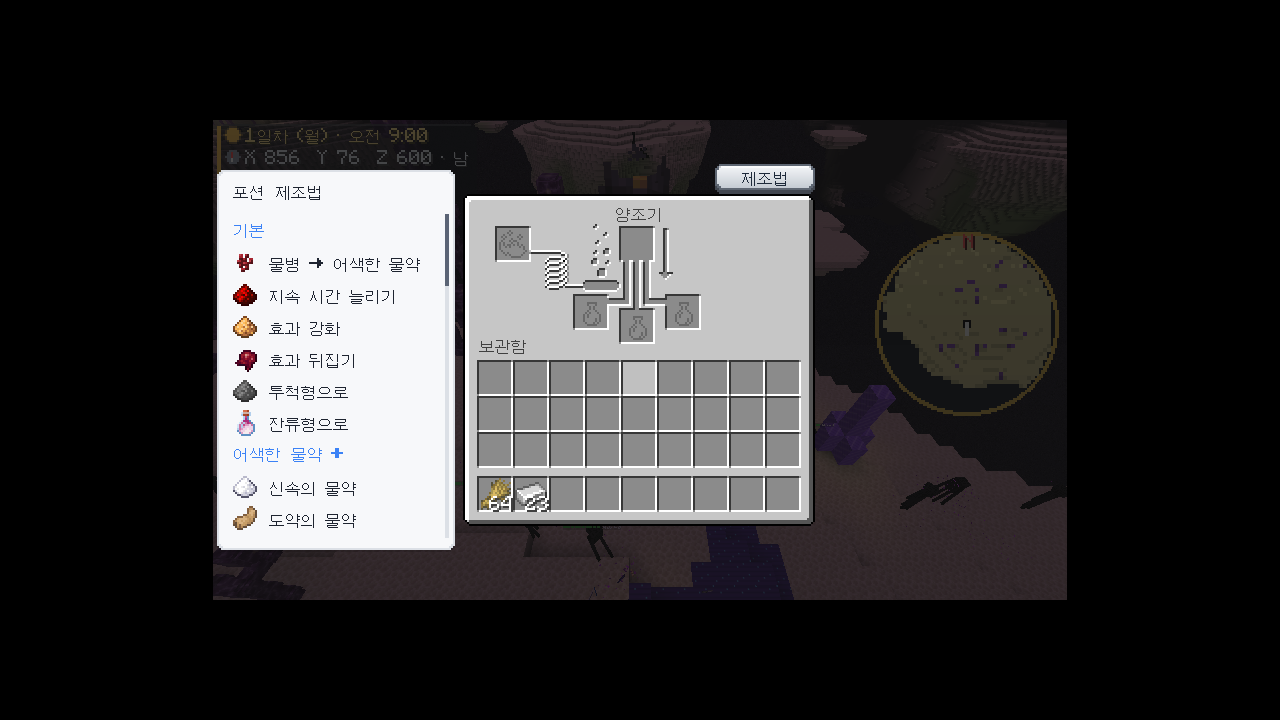 1일차 (월) · 오전 9:00
X 856 Y 76 Z 600 · 남
제조법
포션 제조법
기본
물병 → 어색한 물약
지속 시간 늘리기
효과 강화
효과 뒤집기
투척형으로
잔류형으로
어색한 물약 +
신속의 물약
도약의 물약
양조기
보관함
64 23
N